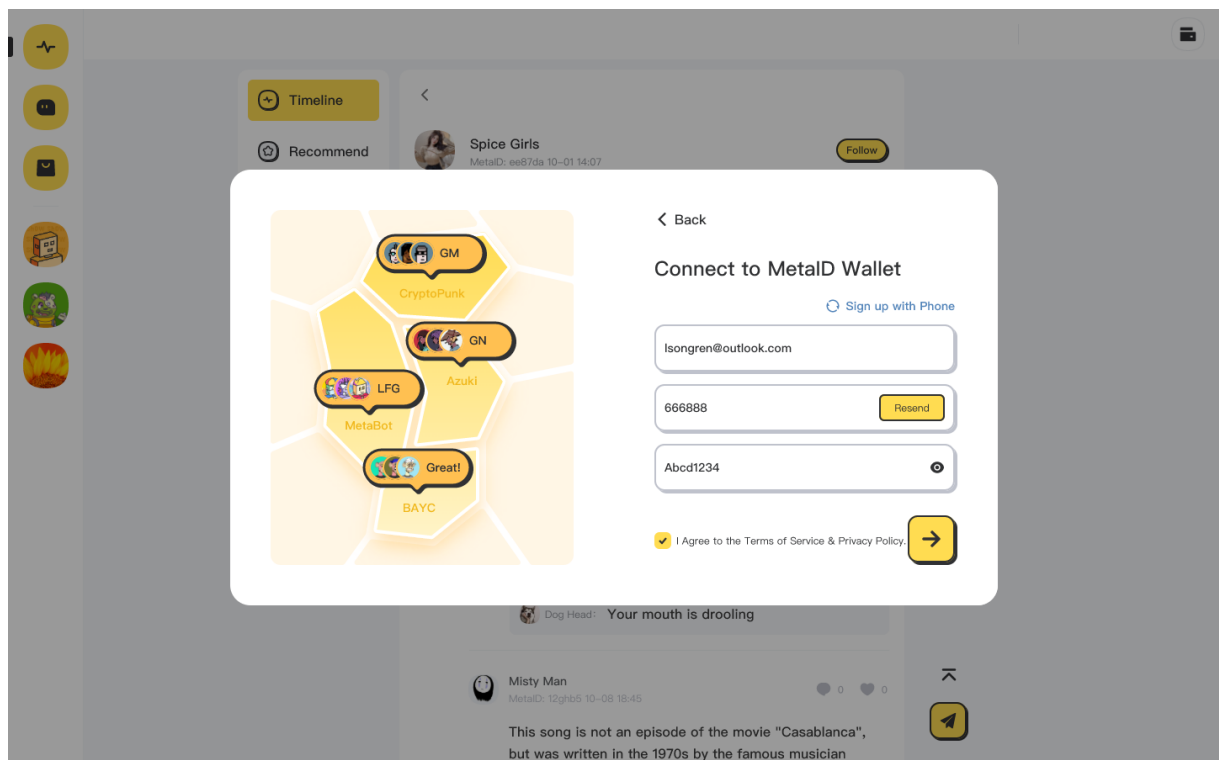 Timeline
Recommend
Spice Girls
MetaID: ee87da 10-01 14:07
Follow
GM
CryptoPunk
GN
Azuki
LFG
MetaBot
Great!
BAYC
Back
Connect to MetaID Wallet
Sign up with Phone
lsongren@outlook.com
666888
Resend
Abcd1234
I Agree to the Terms of Service & Privacy Policy.
Dog Head: Your mouth is drooling
Misty Man
MetaID: 12ghb5 10-08 18:45
0 0
This song is not an episode of the movie "Casablanca",
but was written in the 1970s by the famous musician